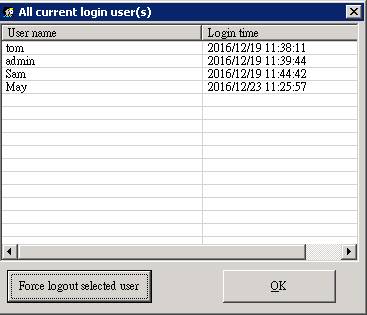 All current login user(s)
User name Login time
tom 2016/12/19 11:38:11
admin 2016/12/19 11:39:44
Sam 2016/12/19 11:44:42
May 2016/12/23 11:25:57
Force logout selected user OK